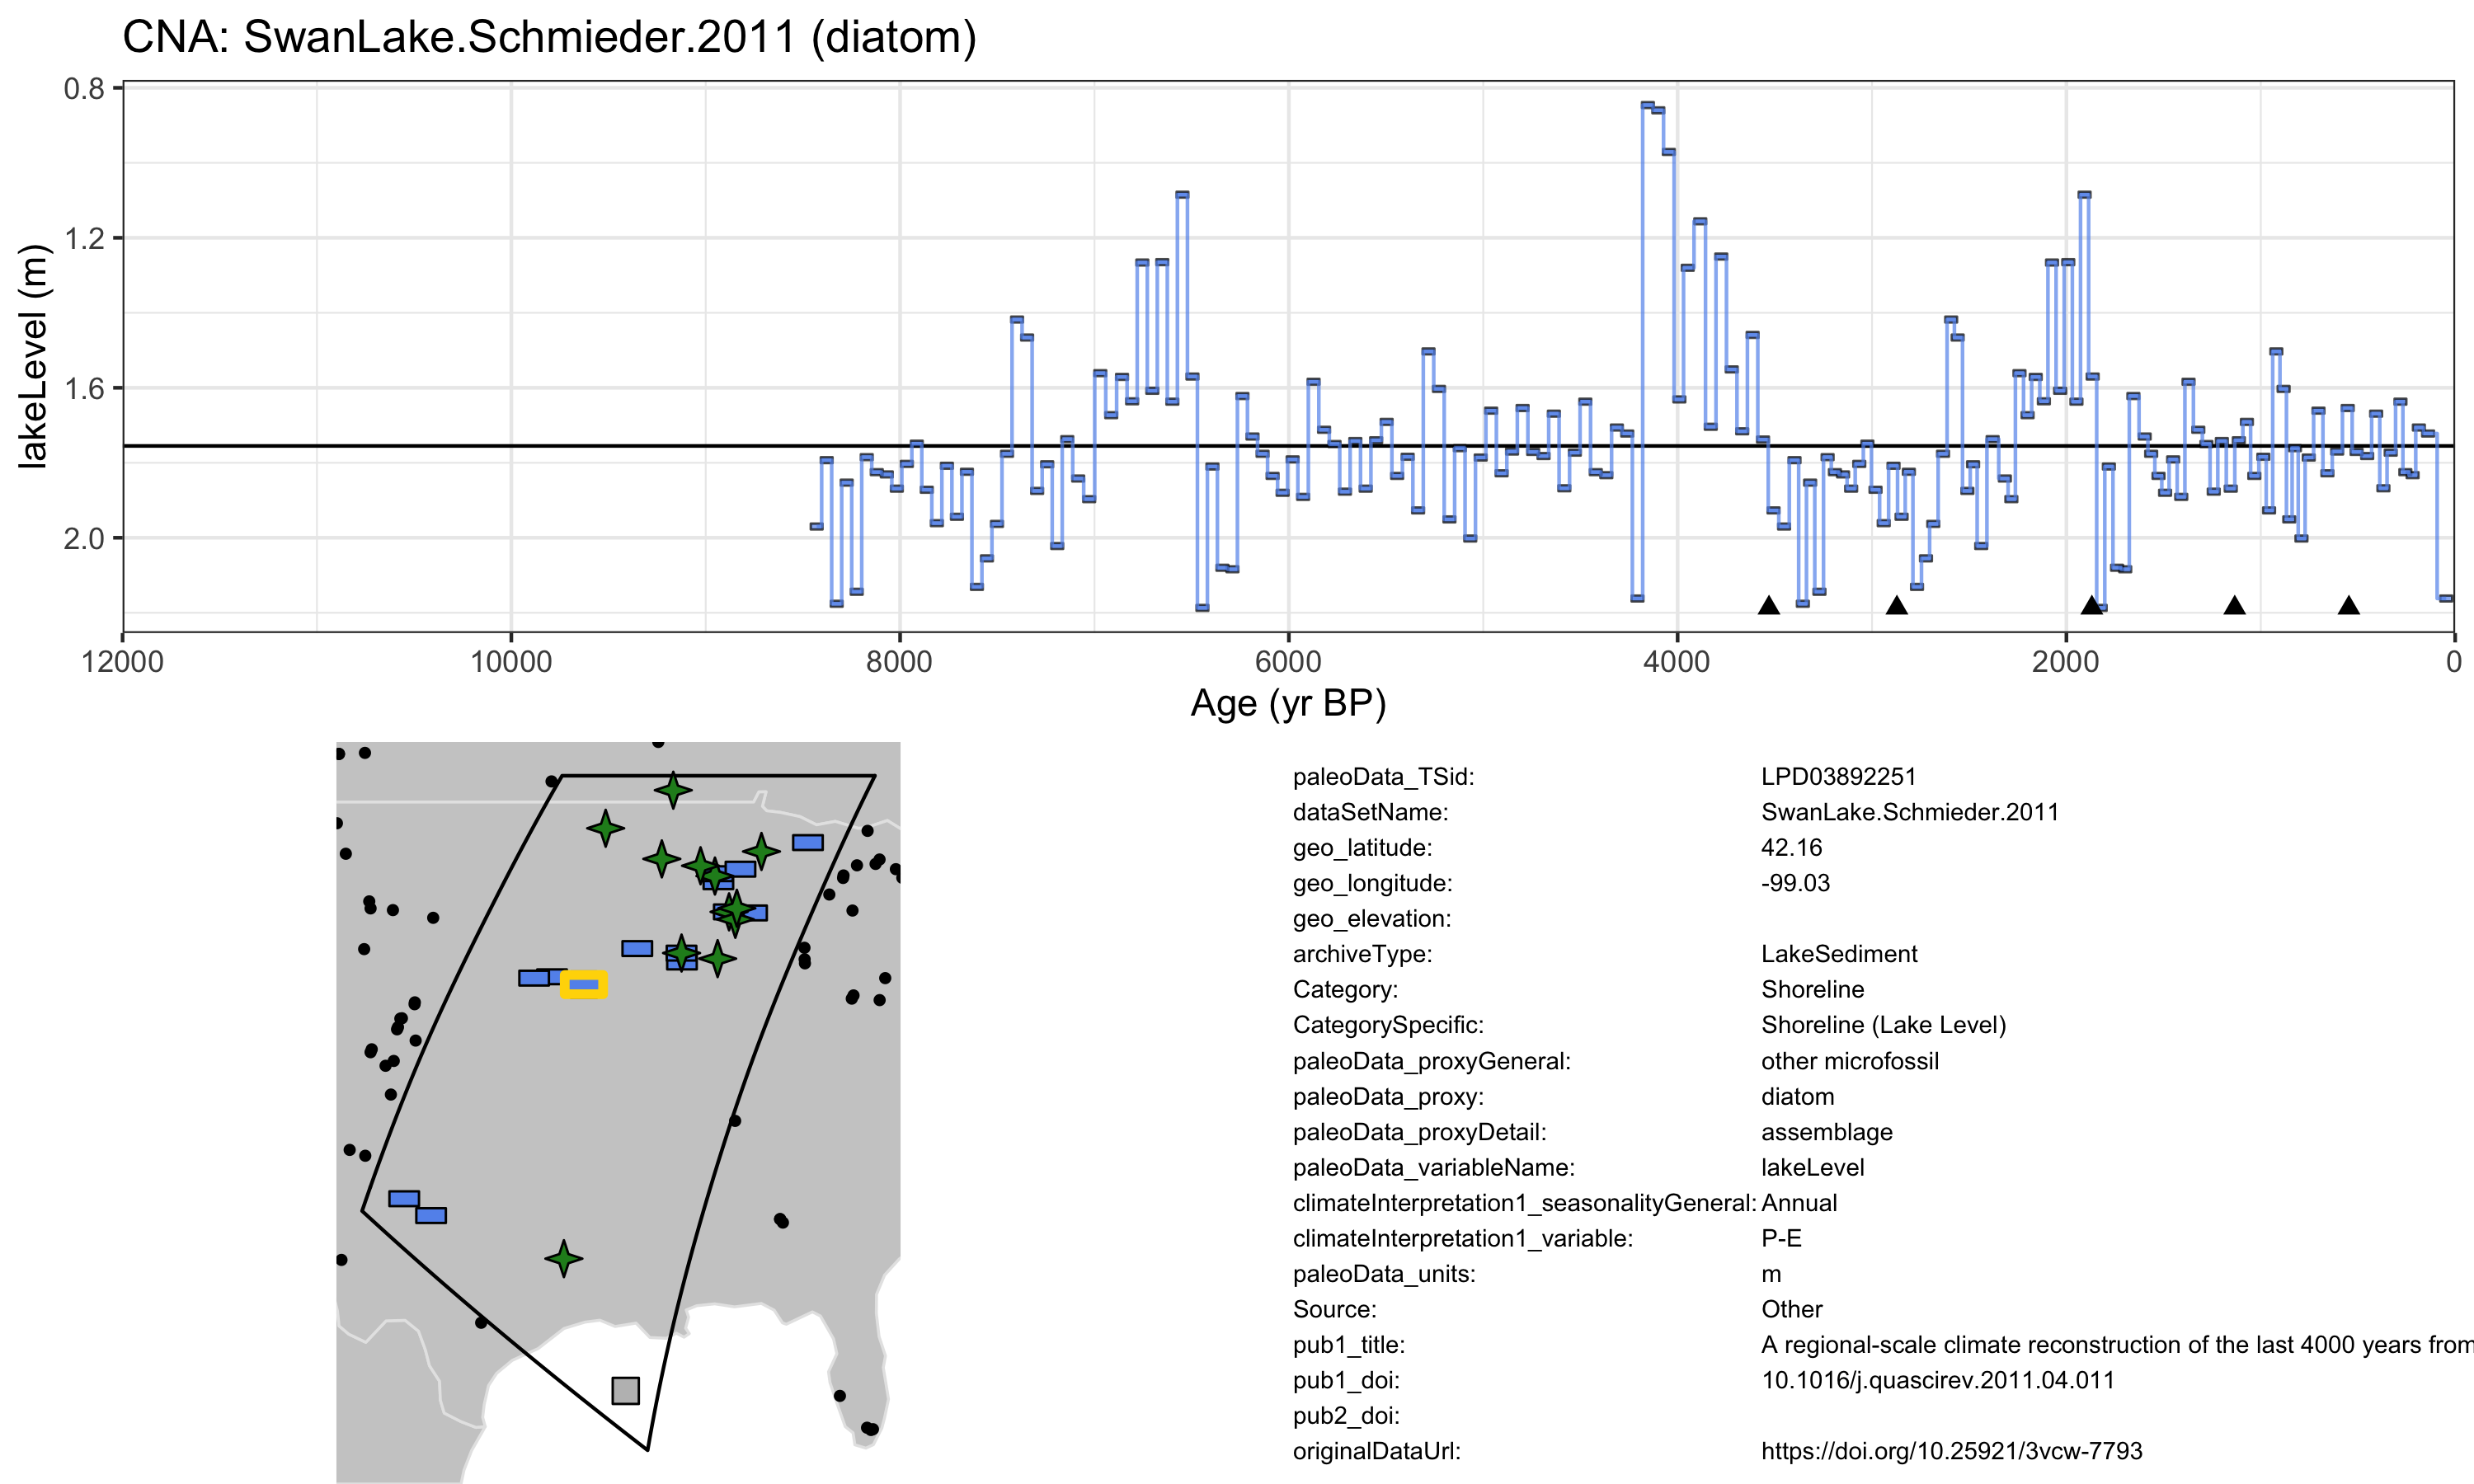 CNA: SwanLake.Schmieder.2011 (diatom)
0.8
1.2
1.6
2.0
lakeLevel (m)
12000 10000 8000 6000 4000 2000 0
Age (yr BP)
paleoData_TSid: LPD03892251
dataSetName: SwanLake.Schmieder.2011
geo_latitude: 42.16
geo_longitude: -99.03
geo_elevation:
archiveType: LakeSediment
Category: Shoreline
CategorySpecific: Shoreline (Lake Level)
paleoData_proxyGeneral: other microfossil
paleoData_proxy: diatom
paleoData_proxyDetail: assemblage
paleoData_variableName: lakeLevel
climateInterpretation1_seasonalityGeneral: Annual
climateInterpretation1_variable: P-E
paleoData_units: m
Source: Other
pub1_title: A regional-scale climate reconstruction of the last 4000 years from
pub1_doi: 10.1016/j.quascirev.2011.04.011
pub2_doi:
originalDataUrl: https://doi.org/10.25921/3vcw-7793